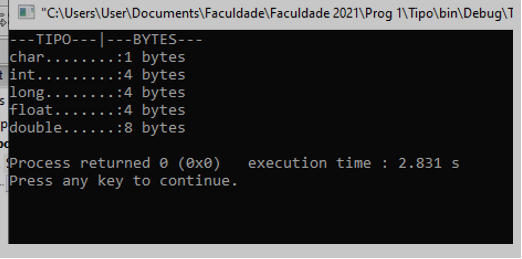 "C:\Users\User\Documents\Faculdade\Faculdade 2021\Prog 1\Tipo\bin\Debug\T
---TIPO---|---BYTES---
char........:1 bytes
int.........:4 bytes
long........:4 bytes
float.......:4 bytes
double......:8 bytes
Process returned 0 (0x0)   execution time : 2.831 s
Press any key to continue.